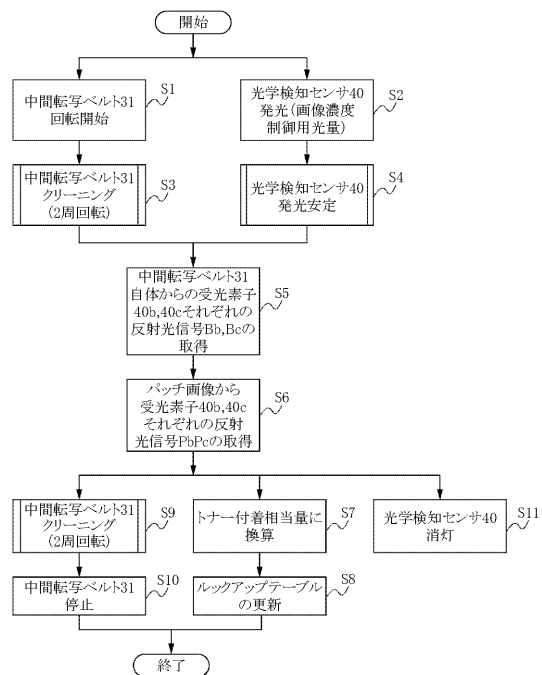 開始
中間転写ベルト31
回転開始
S1
光学検知センサ40
発光(画像濃度
制御用光量)
S2
中間転写ベルト31
クリーニング
(2周回転)
S3
光学検知センサ40
発光安定
S4
中間転写ベルト31
自体からの受光素子
40b,40cそれぞれの
反射光信号Bb,Bcの
取得
S5
パッチ画像から
受光素子40b,40c
それぞれの反射
光信号PbPcの取得
S6
中間転写ベルト31
クリーニング
(2周回転)
S9
トナー付着相当量に
換算
S7
光学検知センサ40
消灯
S11
中間転写ベルト31
停止
S10
ルックアップテーブル
の更新
S8
終了